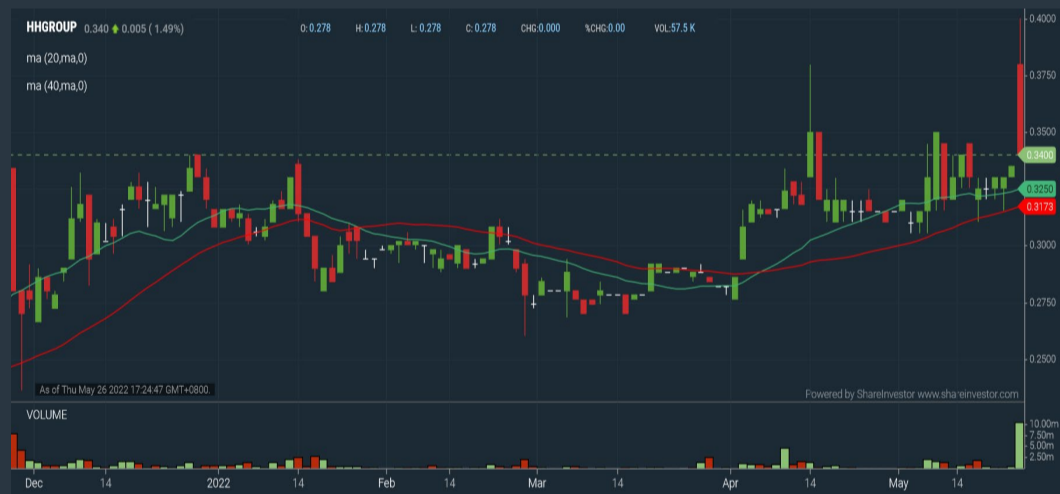 HHGROUP 0.340 0.005 ( 1.49%) O: 0.278 H: 0.278 L: 0.278 C: 0.278 CHG:0.000 %CHG:0.00 VOL:57.5 K
ma (20,ma,0)
ma (40,ma,0)
0.4000
0.3750
0.3500
0.3400
0.3250
0.3173
0.3000
0.2750
0.2500
As of Thu May 26 2022 17:24:47 GMT+0800.
Powered by ShareInvestor www.shareinvestor.com
VOLUME
10.00m
7.50m
5.00m
2.50m
Dec 14 2022 14 Feb 14 Mar 14 Apr 14 May 14